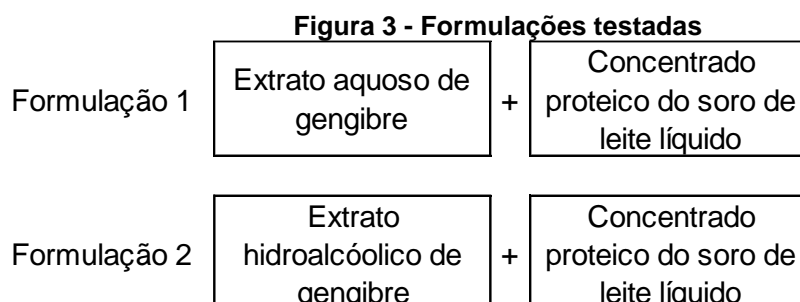 Figura 3 - Formulações testadas
Formulação 1
Extrato aquoso de
gengibre
+
Concentrado
proteico do soro de
leite líquido
Formulação 2
Extrato
hidroalcóolico de
gengibre
+
Concentrado
proteico do soro de
leite líquido